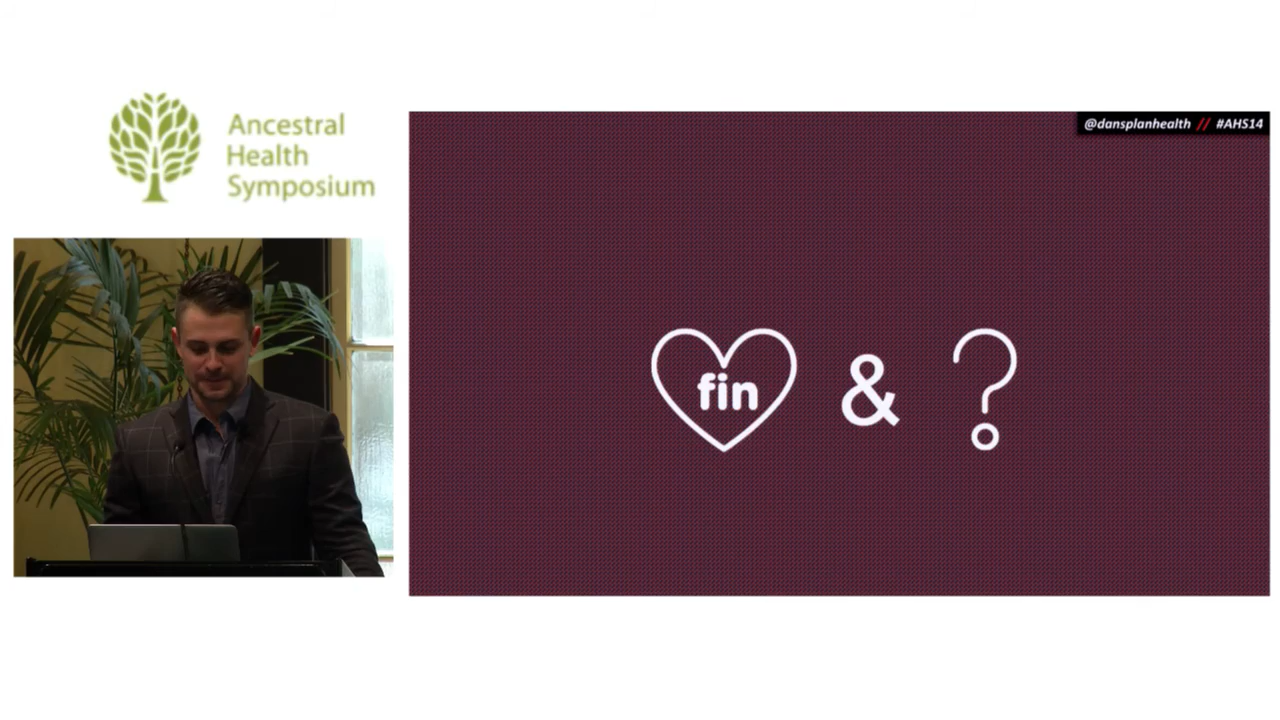 Ancestral
Health
Symposium
@dansplanhealth // #AHS14
fin & ?